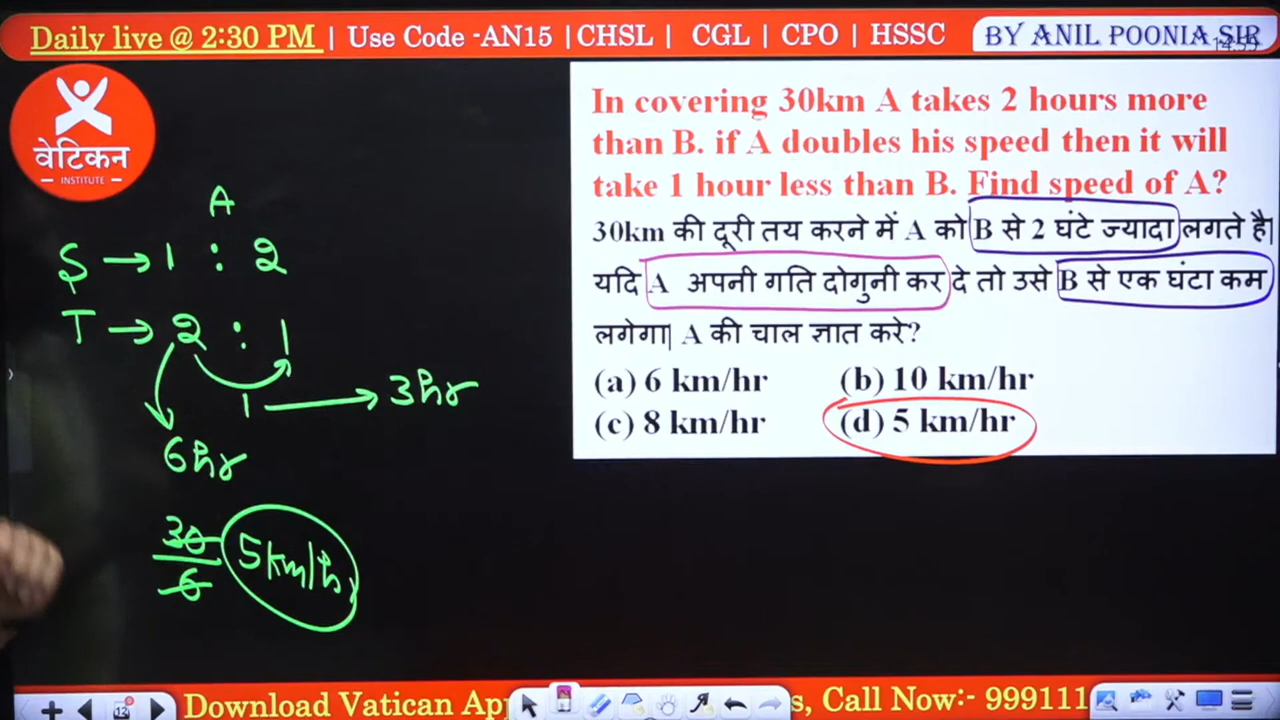 Daily live @ 2:30 PM | Use Code -AN15 |CHSL | CGL | CPO | HSSC
BY ANIL POONIA SIR
वेटिकन
INSTITUTE
In covering 30km A takes 2 hours more
than B. if A doubles his speed then it will
take 1 hour less than B. Find speed of A?
30km की दूरी तय करने में A को B से 2 घंटे ज्यादा लगते है|
यदि A अपनी गति दोगुनी कर दे तो उसे B से एक घंटा कम
लगेगा| A की चाल ज्ञात करे?
(a) 6 km/hr (b) 10 km/hr
(c) 8 km/hr (d) 5 km/hr
A
S → 1 : 2
T → 2 : 1
1 → 3hr
6hr
30
6
5km/h
Download Vatican Ap
s, Call Now:- 999111